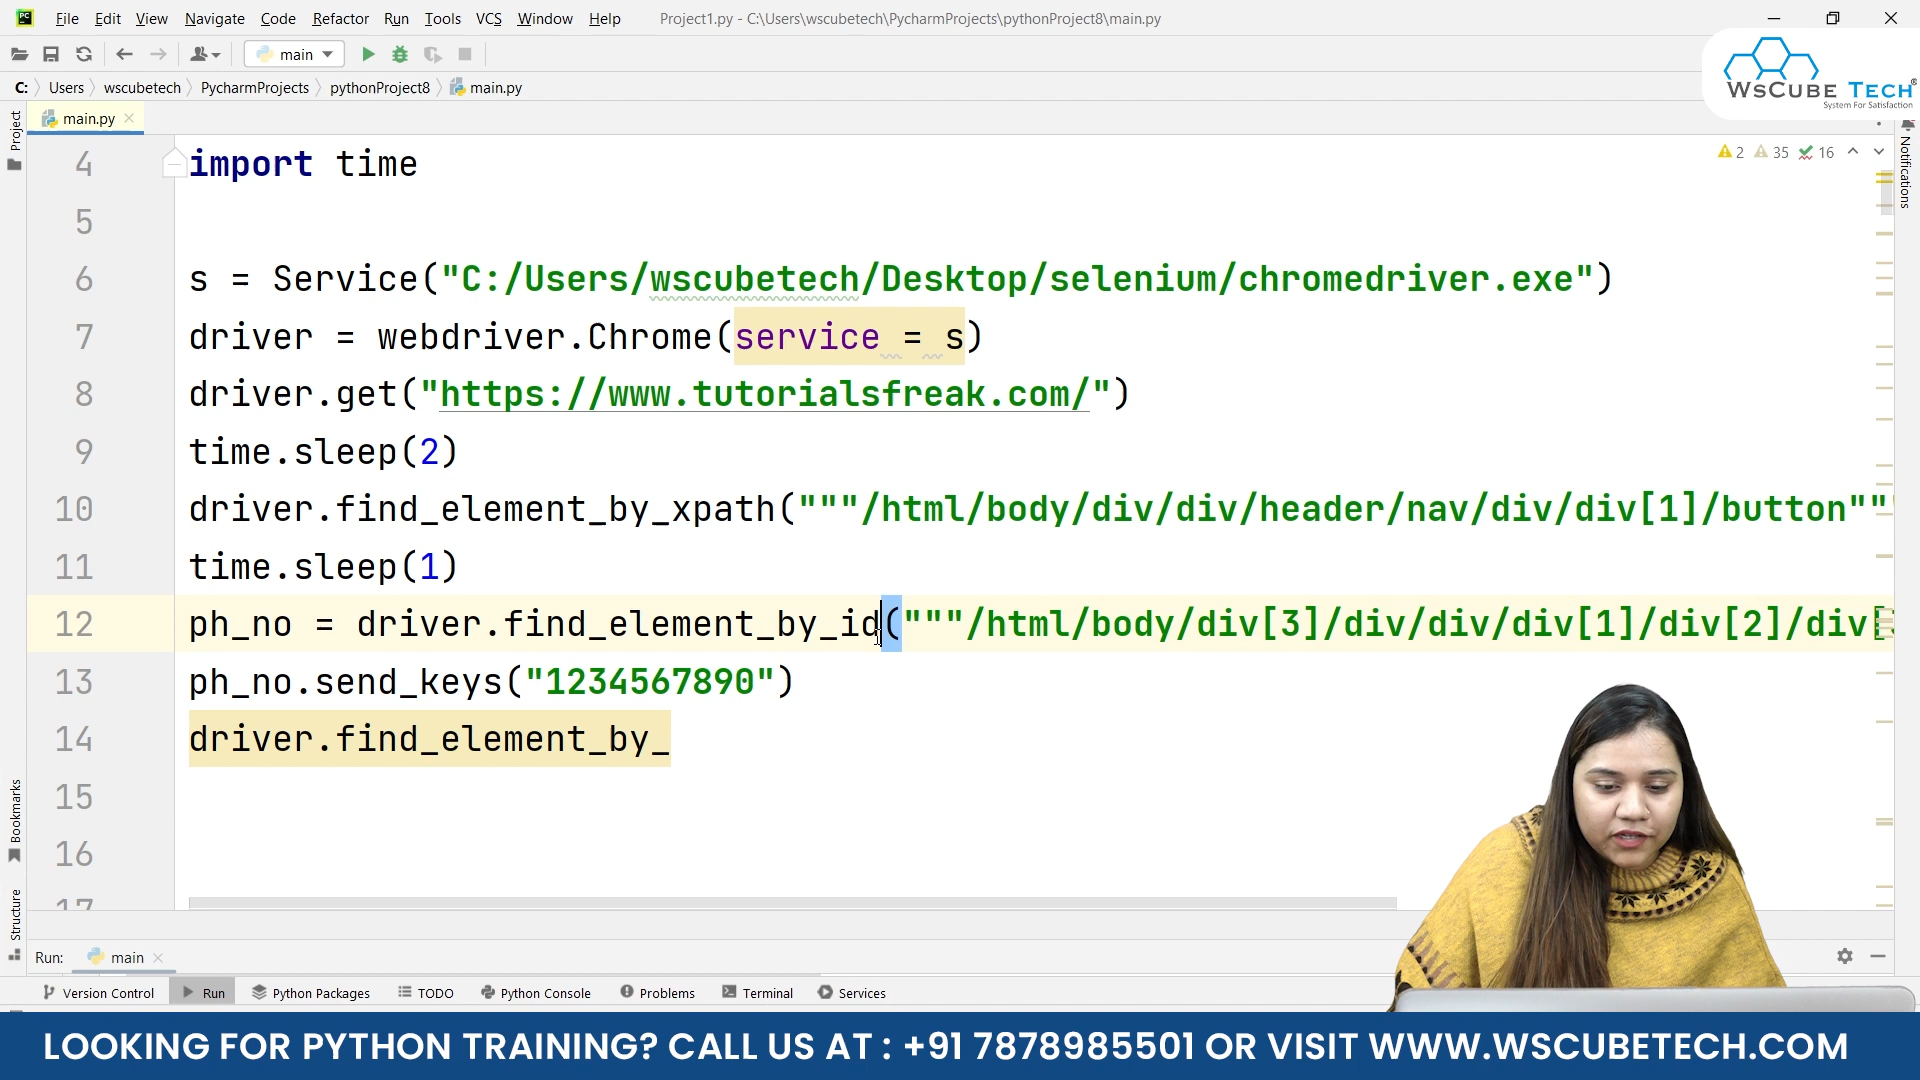 File Edit View Navigate Code Refactor Run Tools VCS Window Help Project1.py - C:\Users\wscubetech\PycharmProjects\pythonProject8\main.py
main
C: Users wscubetech PycharmProjects pythonProject8 main.py
WSCUBE TECH®
System For Satisfaction
Project
main.py
2 35 16
Notifications
4 import time
5
6 s = Service("C:/Users/wscubetech/Desktop/selenium/chromedriver.exe")
7 driver = webdriver.Chrome(service = s)
8 driver.get("https://www.tutorialsfreak.com/")
9 time.sleep(2)
10 driver.find_element_by_xpath("""/html/body/div/div/header/nav/div/div[1]/button"""
11 time.sleep(1)
12 ph_no = driver.find_element_by_id("""/html/body/div[3]/div/div/div[1]/div[2]/div[
13 ph_no.send_keys("1234567890")
14 driver.find_element_by_
15
16
17
Bookmarks
Structure
Run: main
Version Control Run Python Packages TODO Python Console Problems Terminal Services
LOOKING FOR PYTHON TRAINING? CALL US AT : +91 7878985501 OR VISIT WWW.WSCUBETECH.COM